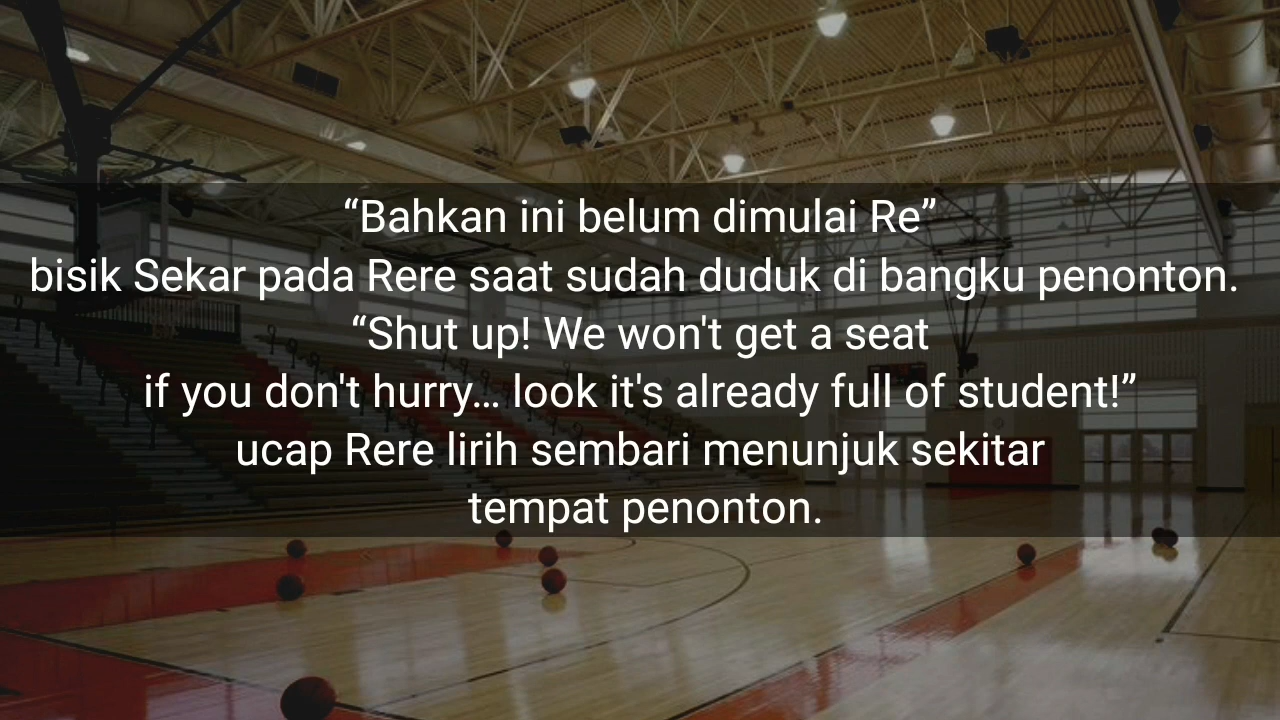 “Bahkan ini belum dimulai Re”
bisik Sekar pada Rere saat sudah duduk di bangku penonton.
“Shut up! We won't get a seat
if you don't hurry… look it's already full of student!”
ucap Rere lirih sembari menunjuk sekitar
tempat penonton.